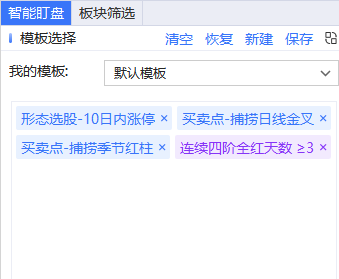 智能盯盘 板块筛选
模板选择 清空 恢复 新建 保存
我的模板: 默认模板
形态选股-10日内涨停 × 买卖点-捕捞日线金叉 ×
买卖点-捕捞季节红柱 × 连续四阶全红天数 ≥3 ×